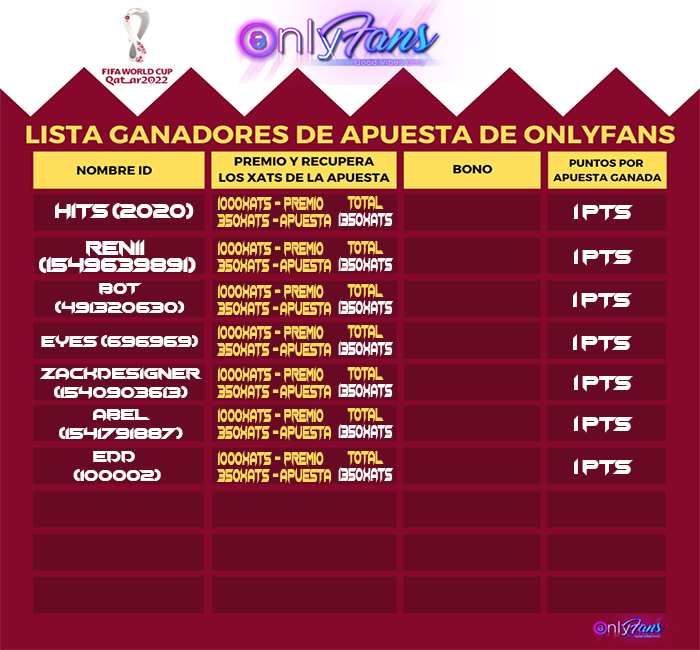 FIFA WORLD CUP
Qatar2022
OnlyFans
Good Vibes Only
LISTA GANADORES DE APUESTA DE ONLYFANS
NOMBRE ID
PREMIO Y RECUPERA
LOS XATS DE LA APUESTA
BONO
PUNTOS POR
APUESTA GANADA
HITS (2020)
1000XATS - PREMIO TOTAL
350XATS - APUESTA 1350XATS
1 PTS
RENII
(1549639891)
1000XATS - PREMIO TOTAL
350XATS - APUESTA 1350XATS
1 PTS
BOT
(491320630)
1000XATS - PREMIO TOTAL
350XATS - APUESTA 1350XATS
1 PTS
EYES (696969)
1000XATS - PREMIO TOTAL
350XATS - APUESTA 1350XATS
1 PTS
ZACKDESIGNER
(1540903613)
1000XATS - PREMIO TOTAL
350XATS - APUESTA 1350XATS
1 PTS
ABEL
(1541791887)
1000XATS - PREMIO TOTAL
350XATS - APUESTA 1350XATS
1 PTS
EDD
(100002)
1000XATS - PREMIO TOTAL
350XATS - APUESTA 1350XATS
1 PTS
OnlyFans